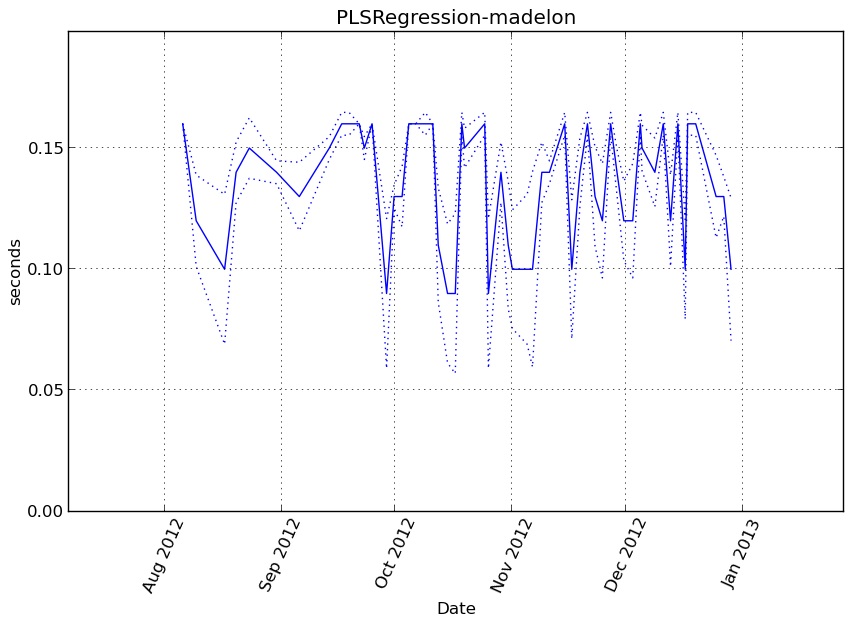 PLSRegression-madelon
seconds
0.15
0.10
0.05
0.00
Aug 2012
Sep 2012
Oct 2012
Nov 2012
Dec 2012
Jan 2013
Date